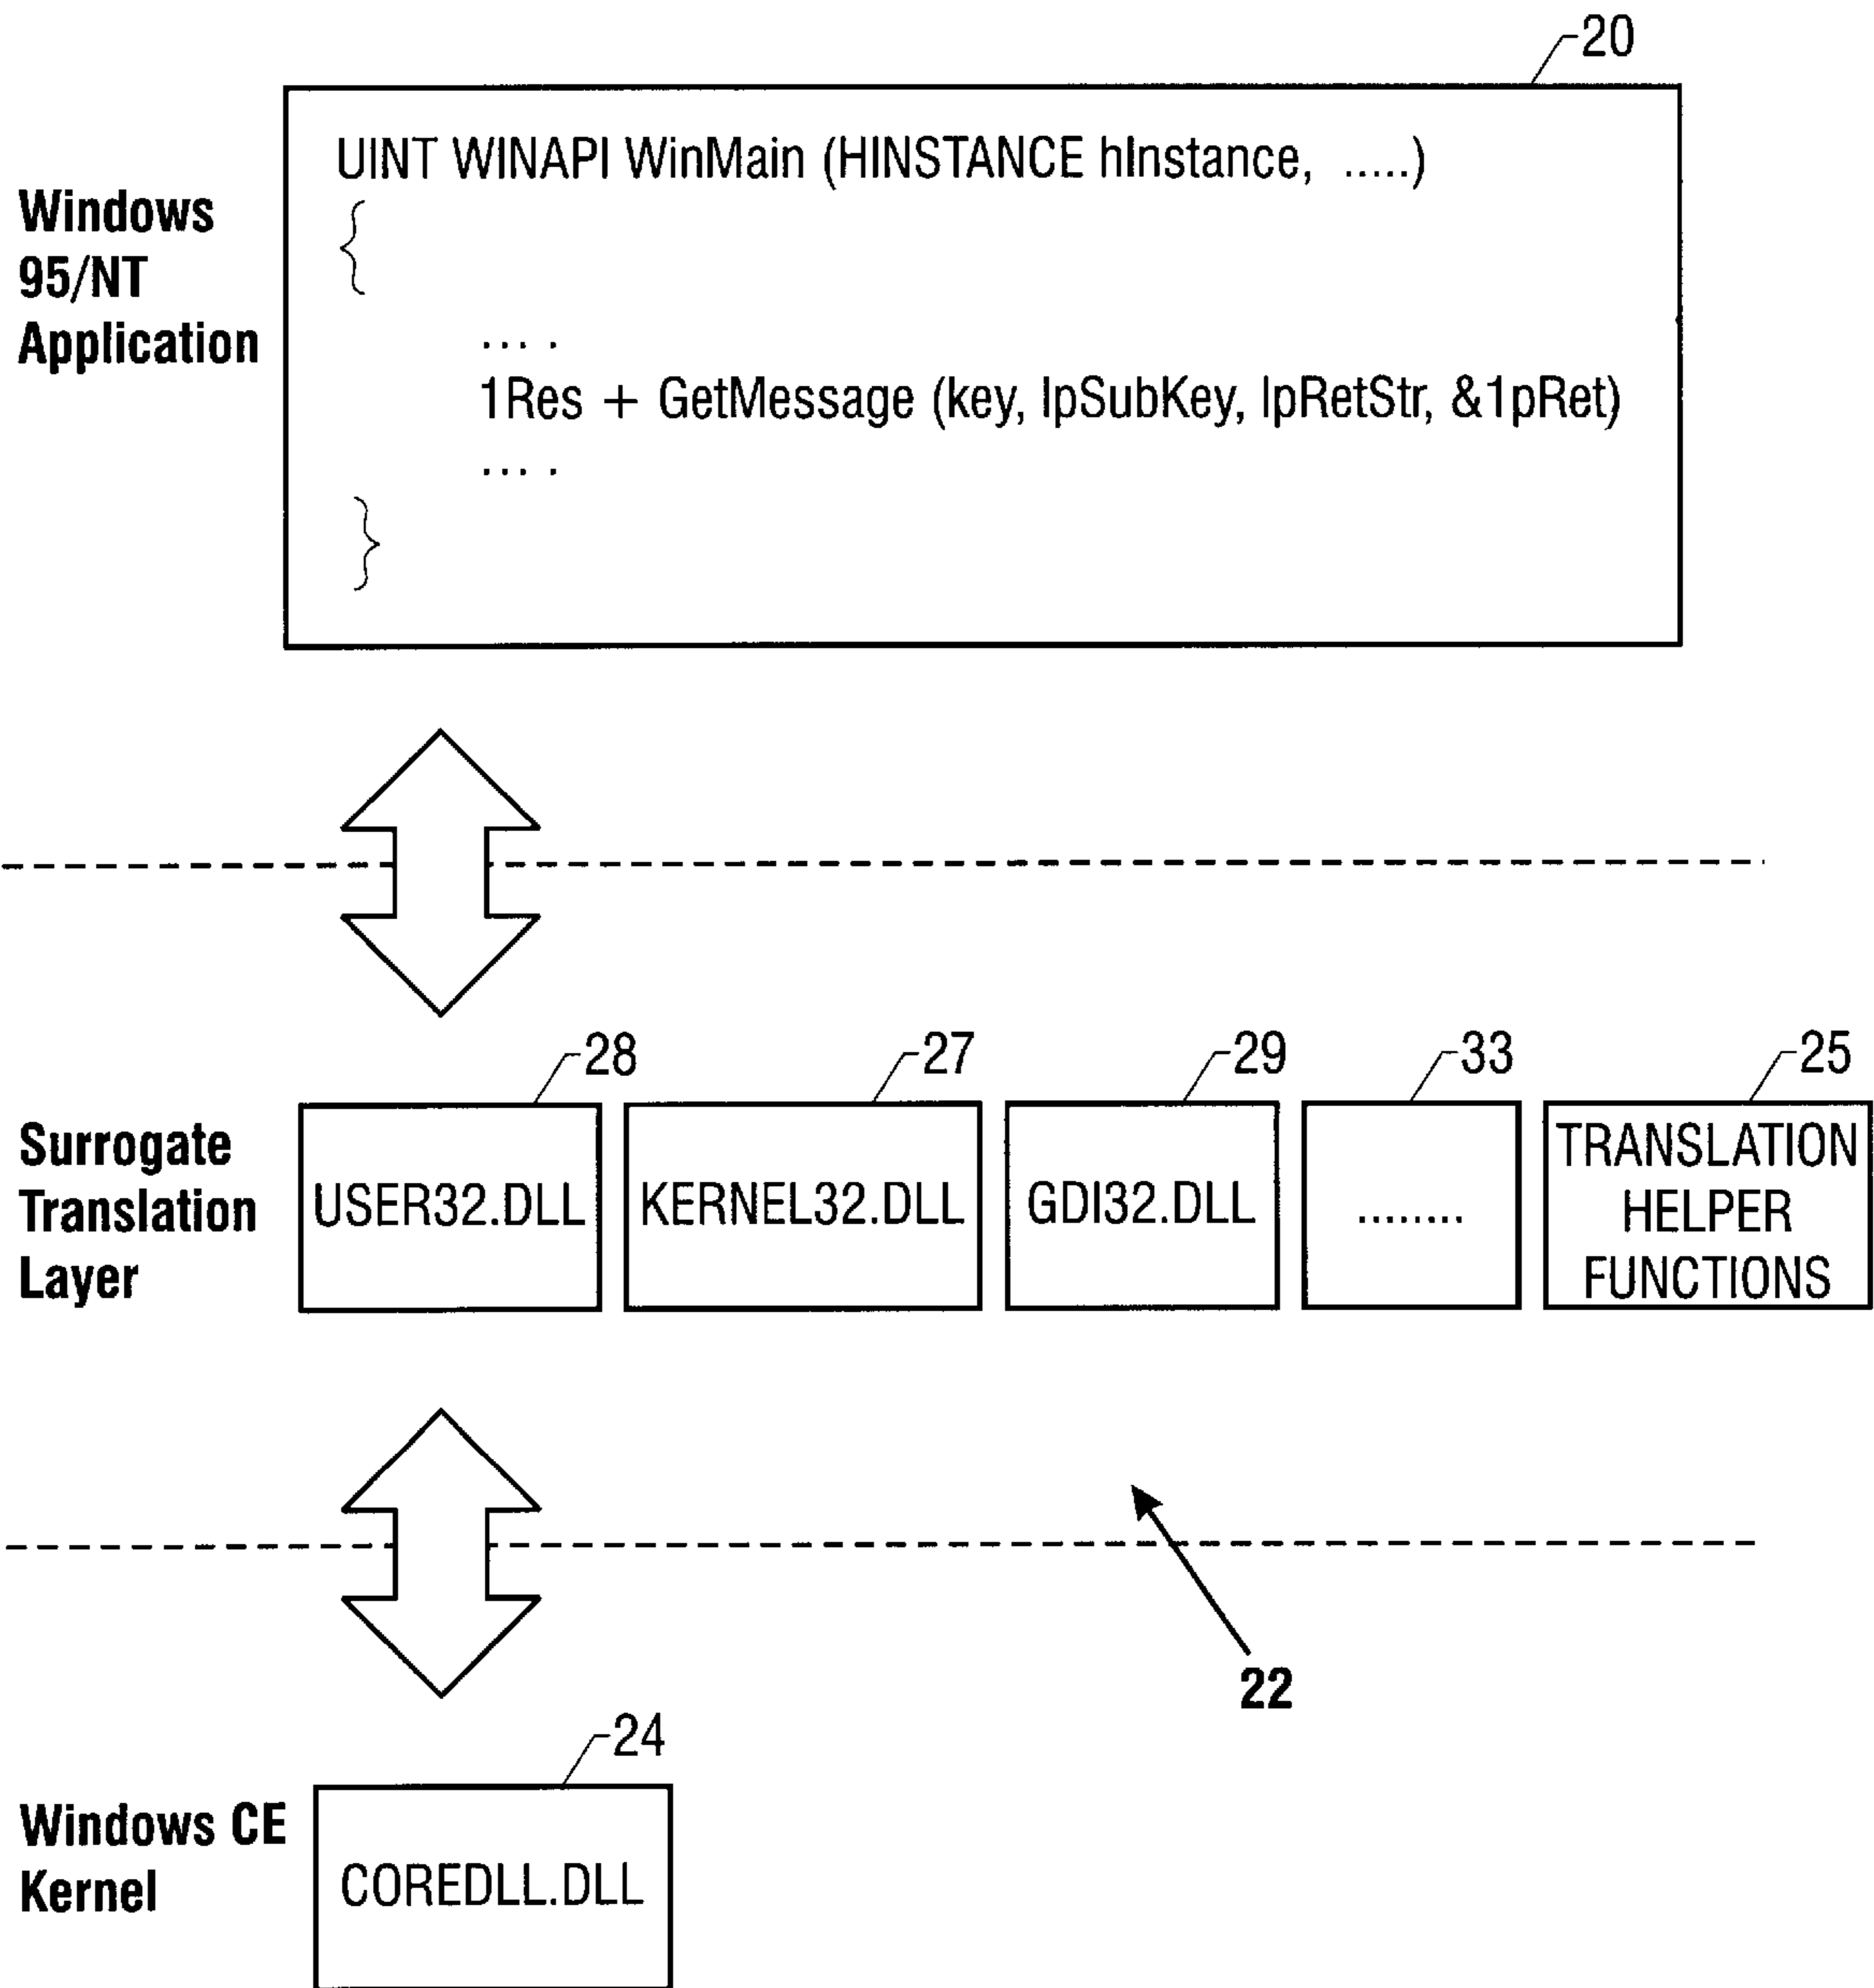 20
Windows
95/NT
Application
UINT WINAPI WinMain (HINSTANCE hInstance, .....)
{
.... .
1Res + GetMessage (key, lpSubKey, lpRetStr, &1pRet)
.... .
}
28
27
29
33
25
Surrogate
Translation
Layer
USER32.DLL
KERNEL32.DLL
GDI32.DLL
........
TRANSLATION
HELPER
FUNCTIONS
22
24
Windows CE
Kernel
COREDLL.DLL